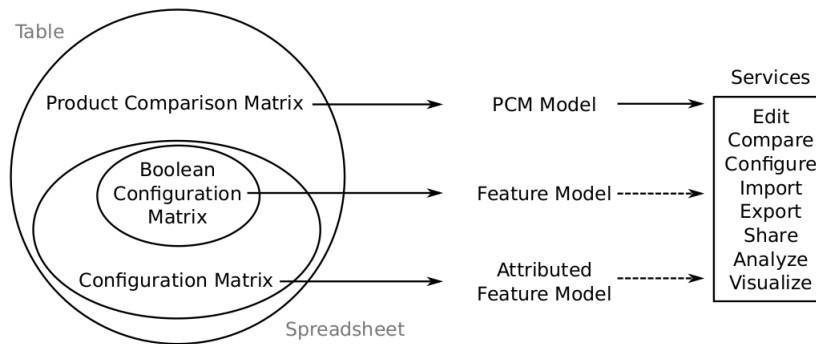 Table
Services
Product Comparison Matrix
PCM Model
Edit
Compare
Configure
Import
Export
Share
Analyze
Visualize
Boolean
Configuration
Matrix
Feature Model
Configuration Matrix
Attributed
Feature Model
Spreadsheet